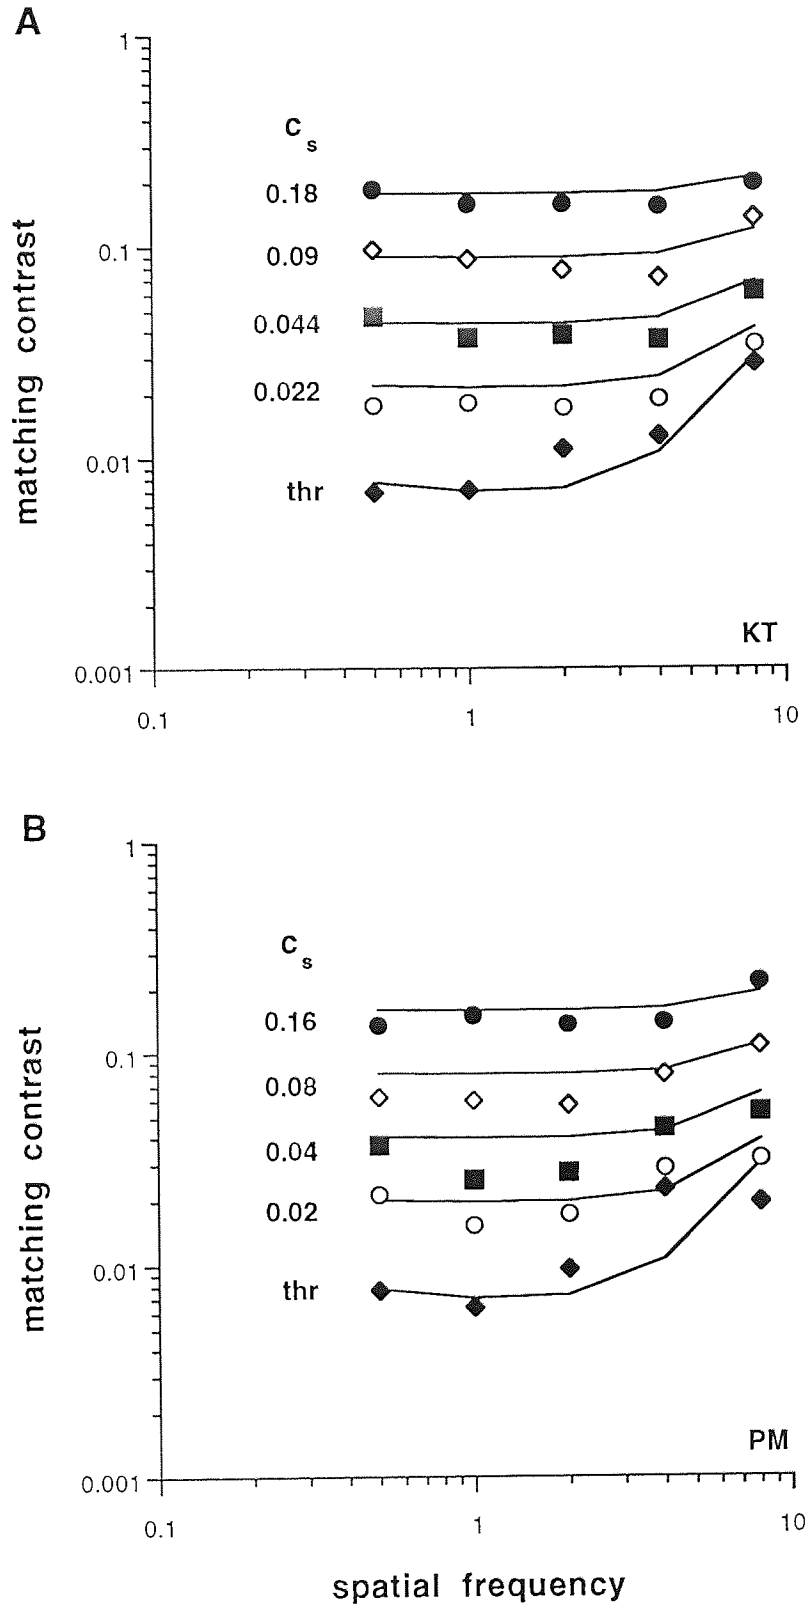 A
1
C s
0.18
0.1
0.09
0.044
0.022
0.01
thr
KT
0.001
0.1 1 10
matching contrast
B
1
C s
0.16
0.1
0.08
0.04
0.02
0.01
thr
PM
0.001
0.1 1 10
matching contrast
spatial frequency